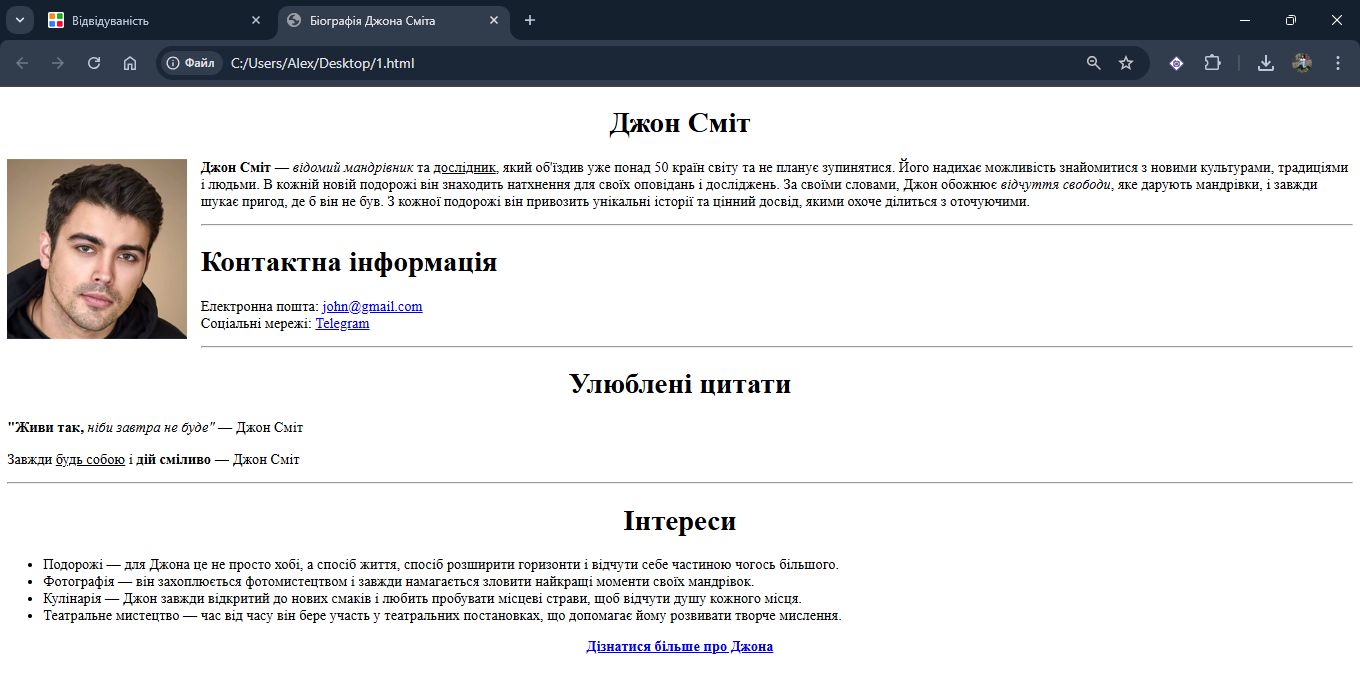 Відвідуваність
Біографія Джона Сміта
Файл
C:/Users/Alex/Desktop/1.html
Джон Сміт
Джон Сміт — відомий мандрівник та дослідник, який об'їздив уже понад 50 країн світу та не планує зупинятися. Його надихає можливість знайомитися з новими культурами, традиціями
і людьми. В кожній новій подорожі він знаходить натхнення для своїх оповідань і досліджень. За своїми словами, Джон обожнює відчуття свободи, яке дарують мандрівки, і завжди
шукає пригод, де б він не був. З кожної подорожі він привозить унікальні історії та цінний досвід, якими охоче ділиться з оточуючими.
Контактна інформація
Електронна пошта: john@gmail.com
Соціальні мережі: Telegram
Улюблені цитати
"Живи так, ніби завтра не буде" — Джон Сміт
Завжди будь собою і дій сміливо — Джон Сміт
Інтереси
• Подорожі — для Джона це не просто хобі, а спосіб життя, спосіб розширити горизонти і відчути себе частиною чогось більшого.
• Фотографія — він захоплюється фотомистецтвом і завжди намагається зловити найкращі моменти своїх мандрівок.
• Кулінарія — Джон завжди відкритий до нових смаків і любить пробувати місцеві страви, щоб відчути душу кожного місця.
• Театральне мистецтво — час від часу він бере участь у театральних постановках, що допомагає йому розвивати творче мислення.
Дізнатися більше про Джона